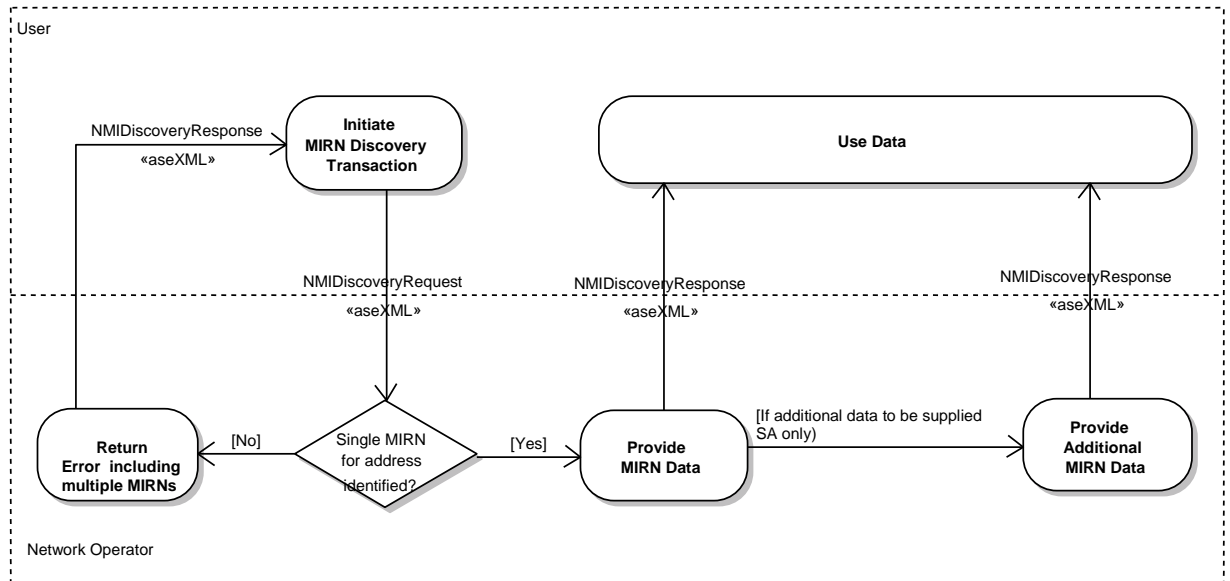 User
NMIDiscoveryResponse
«aseXML»
Initiate
MIRN Discovery
Transaction
Use Data
NMIDiscoveryRequest
«aseXML»
NMIDiscoveryResponse
«aseXML»
NMIDiscoveryResponse
«aseXML»
Return
Error including
multiple MIRNs
[No]
Single MIRN
for address
identified?
[Yes]
Provide
MIRN Data
[If additional data to be supplied
SA only)
Provide
Additional
MIRN Data
Network Operator